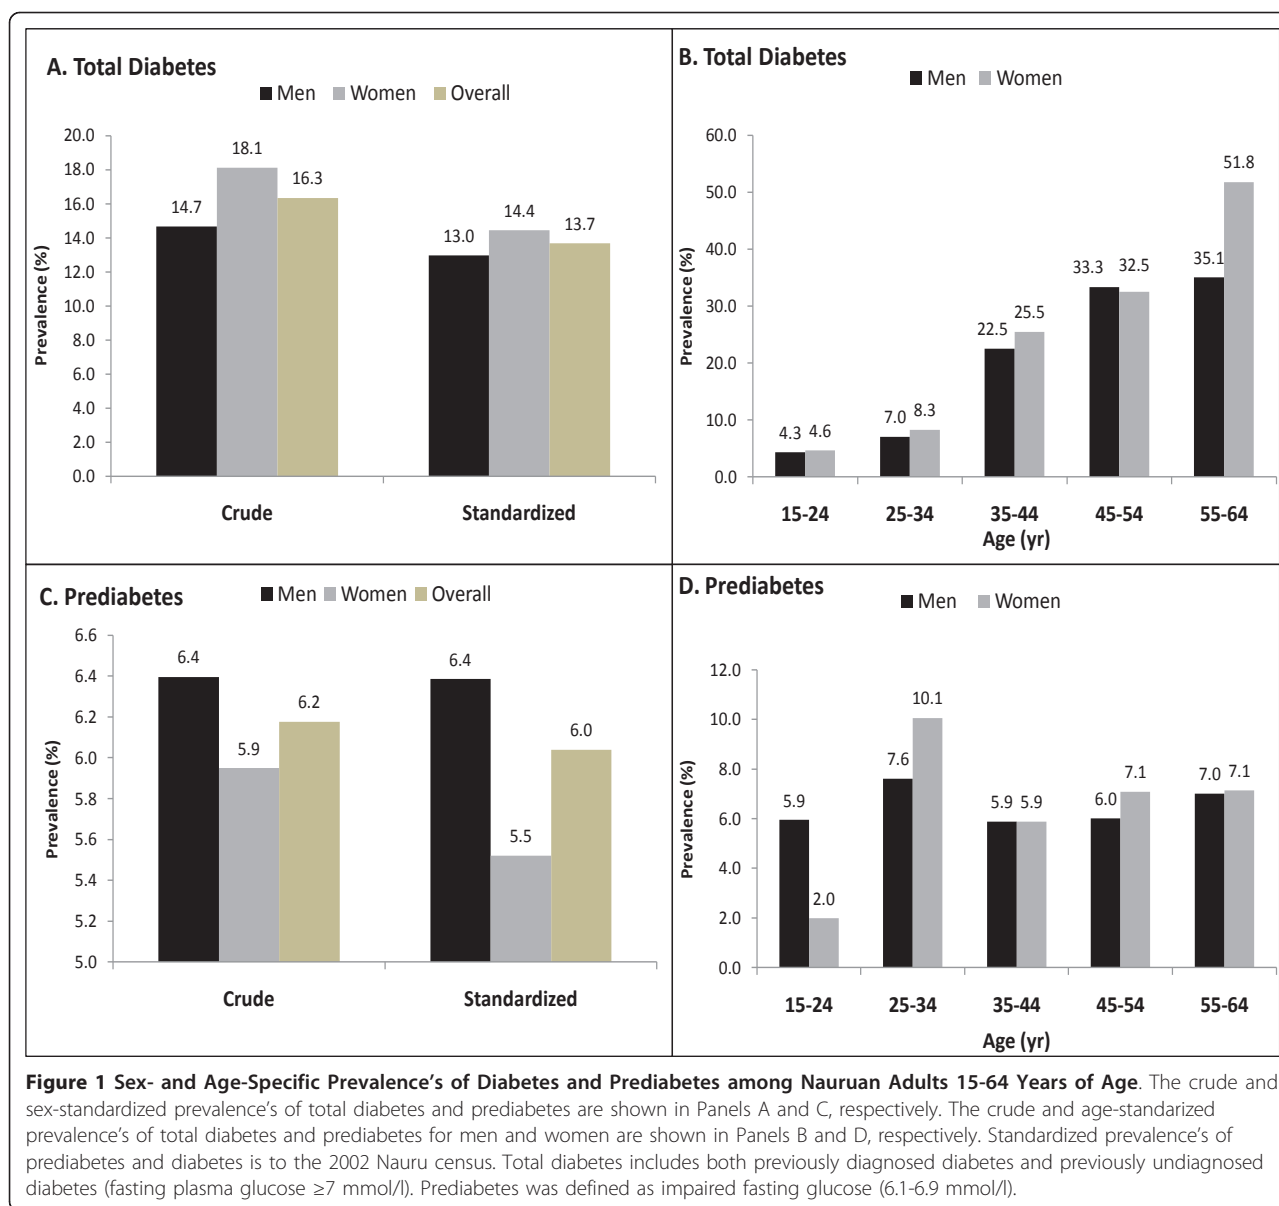 A. Total Diabetes
Men Women Overall
20.0
18.0
16.0
14.0
12.0
10.0
8.0
6.0
4.0
2.0
0.0
Prevalence (%)
14.7 18.1 16.3
13.0 14.4 13.7
Crude Standardized
B. Total Diabetes
Men Women
60.0
50.0
40.0
30.0
20.0
10.0
0.0
Prevalence (%)
4.3 4.6
7.0 8.3
22.5 25.5
33.3 32.5
35.1 51.8
15-24 25-34 35-44 45-54 55-64
Age (yr)
C. Prediabetes
Men Women Overall
6.6
6.4
6.2
6.0
5.8
5.6
5.4
5.2
5.0
Prevalence (%)
6.4 5.9 6.2
6.4 5.5 6.0
Crude Standardized
D. Prediabetes
Men Women
12.0
10.0
8.0
6.0
4.0
2.0
0.0
Prevalence (%)
5.9 2.0
7.6 10.1
5.9 5.9
6.0 7.1
7.0 7.1
15-24 25-34 35-44 45-54 55-64
Age (yr)
Figure 1 Sex- and Age-Specific Prevalence's of Diabetes and Prediabetes among Nauruan Adults 15-64 Years of Age. The crude and
sex-standardized prevalence's of total diabetes and prediabetes are shown in Panels A and C, respectively. The crude and age-standarized
prevalence's of total diabetes and prediabetes for men and women are shown in Panels B and D, respectively. Standardized prevalence's of
prediabetes and diabetes is to the 2002 Nauru census. Total diabetes includes both previously diagnosed diabetes and previously undiagnosed
diabetes (fasting plasma glucose ≥7 mmol/l). Prediabetes was defined as impaired fasting glucose (6.1-6.9 mmol/l).